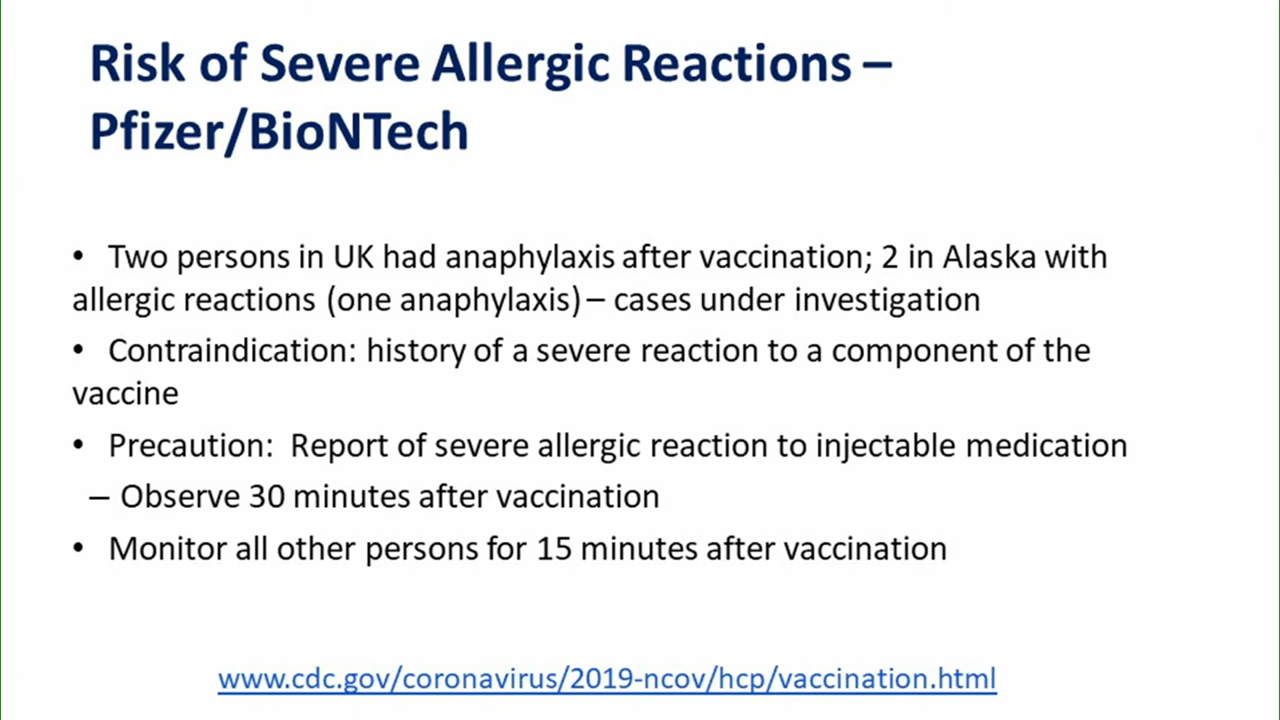 Risk of Severe Allergic Reactions –
Pfizer/BioNTech
• Two persons in UK had anaphylaxis after vaccination; 2 in Alaska with
allergic reactions (one anaphylaxis) – cases under investigation
• Contraindication: history of a severe reaction to a component of the
vaccine
• Precaution: Report of severe allergic reaction to injectable medication
– Observe 30 minutes after vaccination
• Monitor all other persons for 15 minutes after vaccination
www.cdc.gov/coronavirus/2019-ncov/hcp/vaccination.html